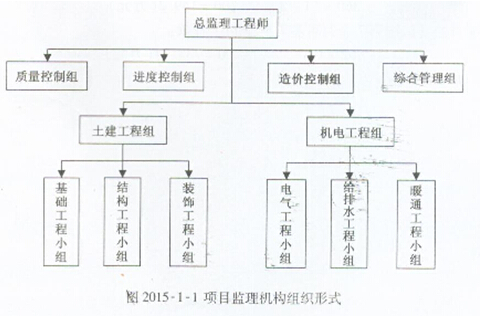 总监理工程师
质量控制组
进度控制组
造价控制组
综合管理组
土建工程组
机电工程组
基础工程小组
结构工程小组
装饰工程小组
电气工程小组
给排水工程小组
暖通工程小组
图 2015-1-1 项目监理机构组织形式